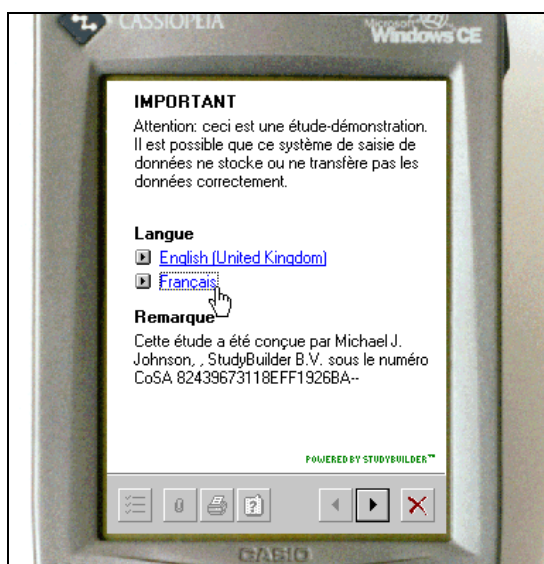 CASSIOPEIA
Microsoft
Windows CE
IMPORTANT
Attention: ceci est une étude-démonstration.
Il est possible que ce système de saisie de
données ne stocke ou ne transfère pas les
données correctement.
Langue
English (United Kingdom)
Français
Remarque
Cette étude a été conçue par Michael J.
Johnson, , StudyBuilder B.V. sous le numéro
CoSA 82439673118EFF1926BA--
POWERED BY STUDYBUILDER™
CASIO